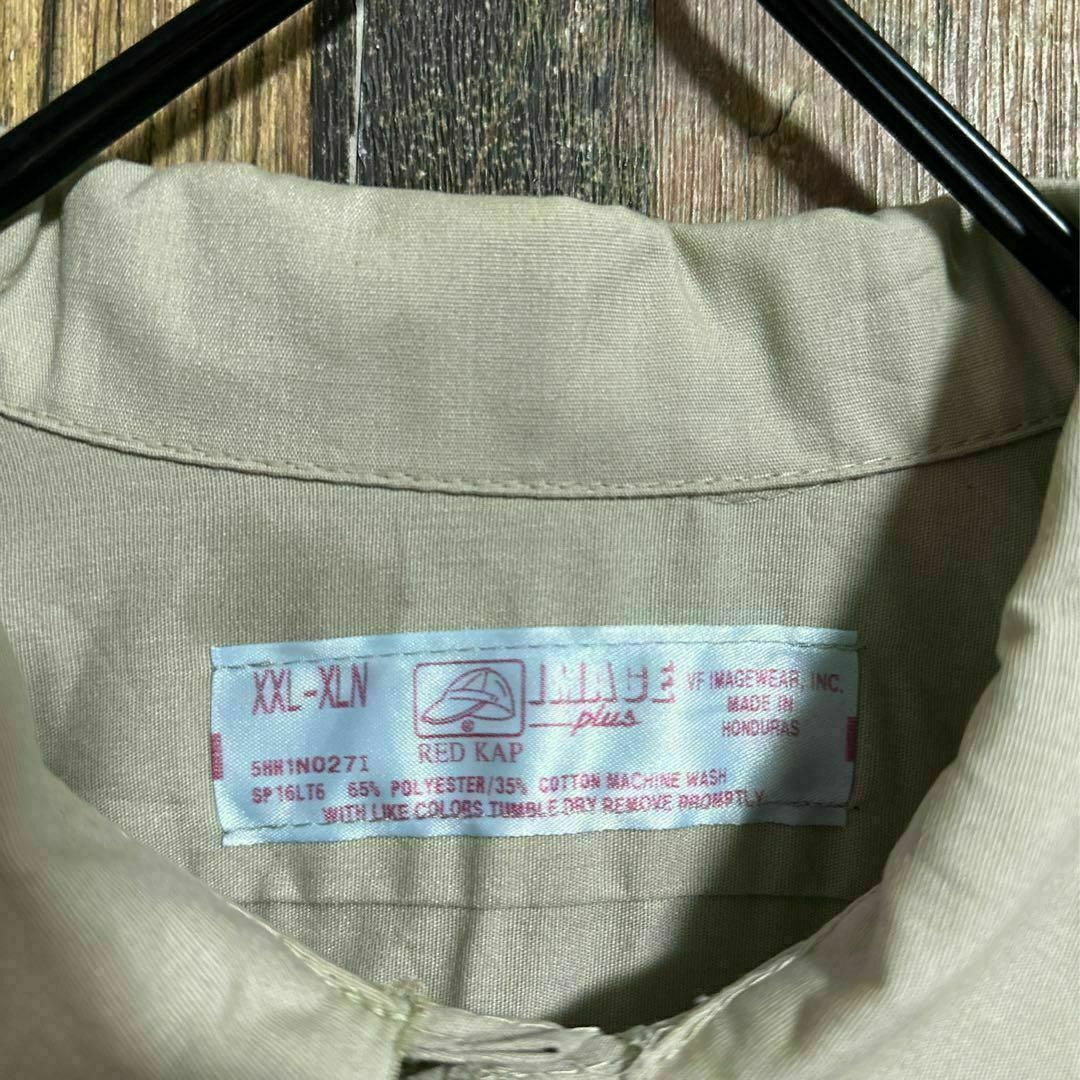 XXL-XLN
RED KAP
IMAGE
plus
VF IMAGEWEAR, INC.
MADE IN
HONDURAS
SP16LT6 65% POLYESTER/35% COTTON MACHINE WASH
WITH LIKE COLORS TUMBLE DRY REMOVE PROMPTLY